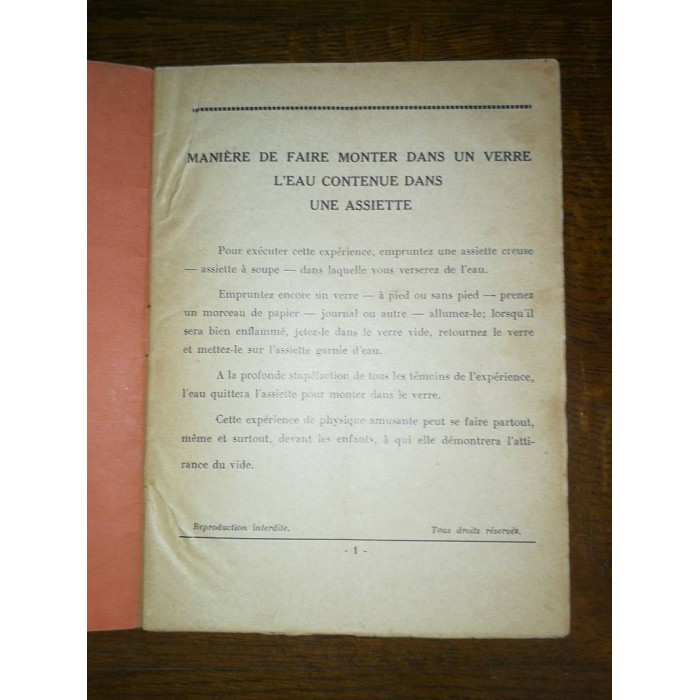 MANIÈRE DE FAIRE MONTER DANS UN VERRE
L'EAU CONTENUE DANS
UNE ASSIETTE
Pour exécuter cette expérience, empruntez une assiette creuse
— assiette à soupe — dans laquelle vous verserez de l'eau.
Empruntez encore un verre — à pied ou sans pied — prenez
un morceau de papier — journal ou autre — allumez-le; lorsqu'il
sera bien enflammé, jetez-le dans le verre vide, retournez le verre
et mettez-le sur l'assiette garnie d'eau.
A la profonde stupéfaction de tous les témoins de l'expérience,
l'eau quittera l'assiette pour monter dans le verre.
Cette expérience de physique amusante peut se faire partout,
même et surtout, devant les enfants, à qui elle démontrera l'atti-
rance du vide.
Reproduction interdite. Tous droits réservés.
- 1 -